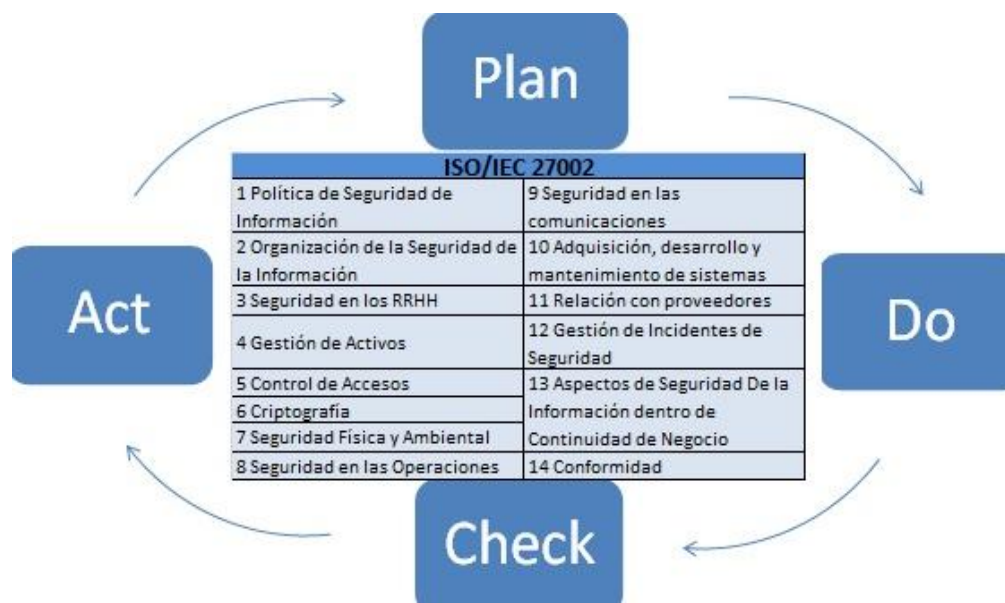 Plan
ISO/IEC 27002
1 Política de Seguridad de
Información
2 Organización de la Seguridad de
la Información
3 Seguridad en los RRHH
4 Gestión de Activos
5 Control de Accesos
6 Criptografía
7 Seguridad Física y Ambiental
8 Seguridad en las Operaciones
9 Seguridad en las
comunicaciones
10 Adquisición, desarrollo y
mantenimiento de sistemas
11 Relación con proveedores
12 Gestión de Incidentes de
Seguridad
13 Aspectos de Seguridad De la
Información dentro de
Continuidad de Negocio
14 Conformidad
Act
Do
Check